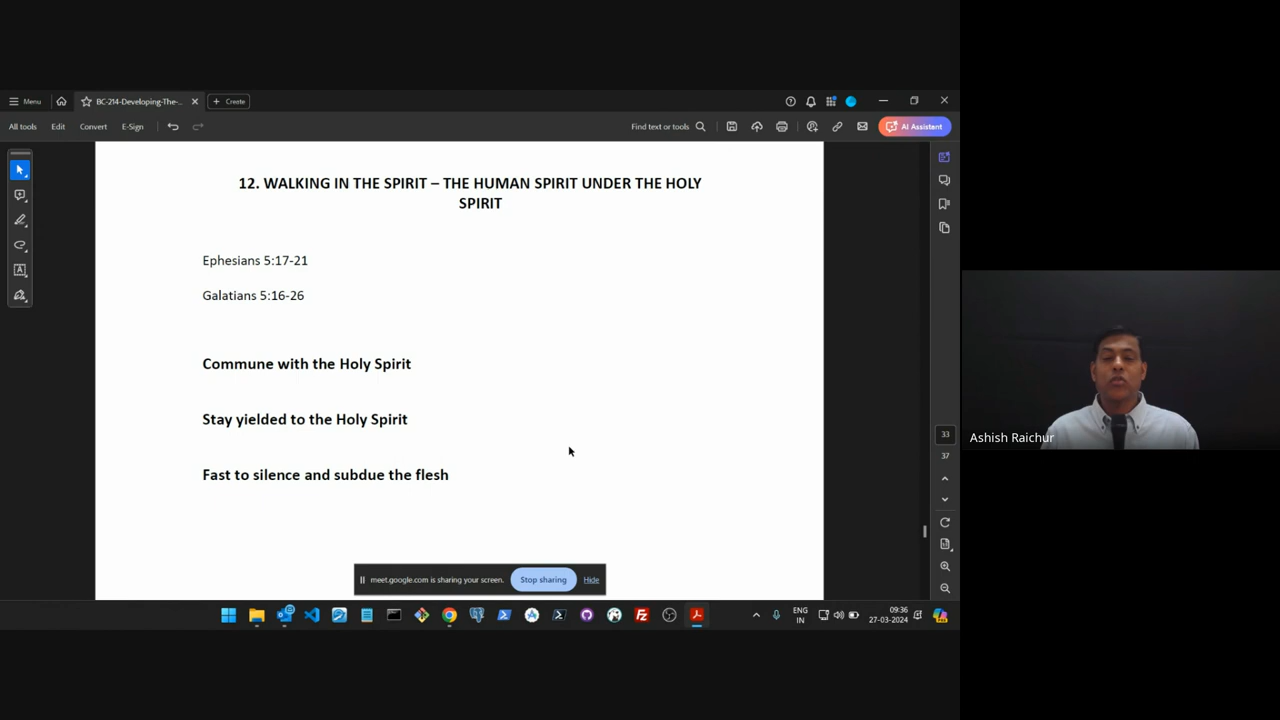 Menu
BC-214-Developing-The-...
Create
All tools
Edit
Convert
E-Sign
Find text or tools
AI Assistant
12. WALKING IN THE SPIRIT – THE HUMAN SPIRIT UNDER THE HOLY
SPIRIT
Ephesians 5:17-21
Galatians 5:16-26
Commune with the Holy Spirit
Stay yielded to the Holy Spirit
Fast to silence and subdue the flesh
33
37
Ashish Raichur
meet.google.com is sharing your screen.
Stop sharing
Hide
ENG
IN
09:36
27-03-2024